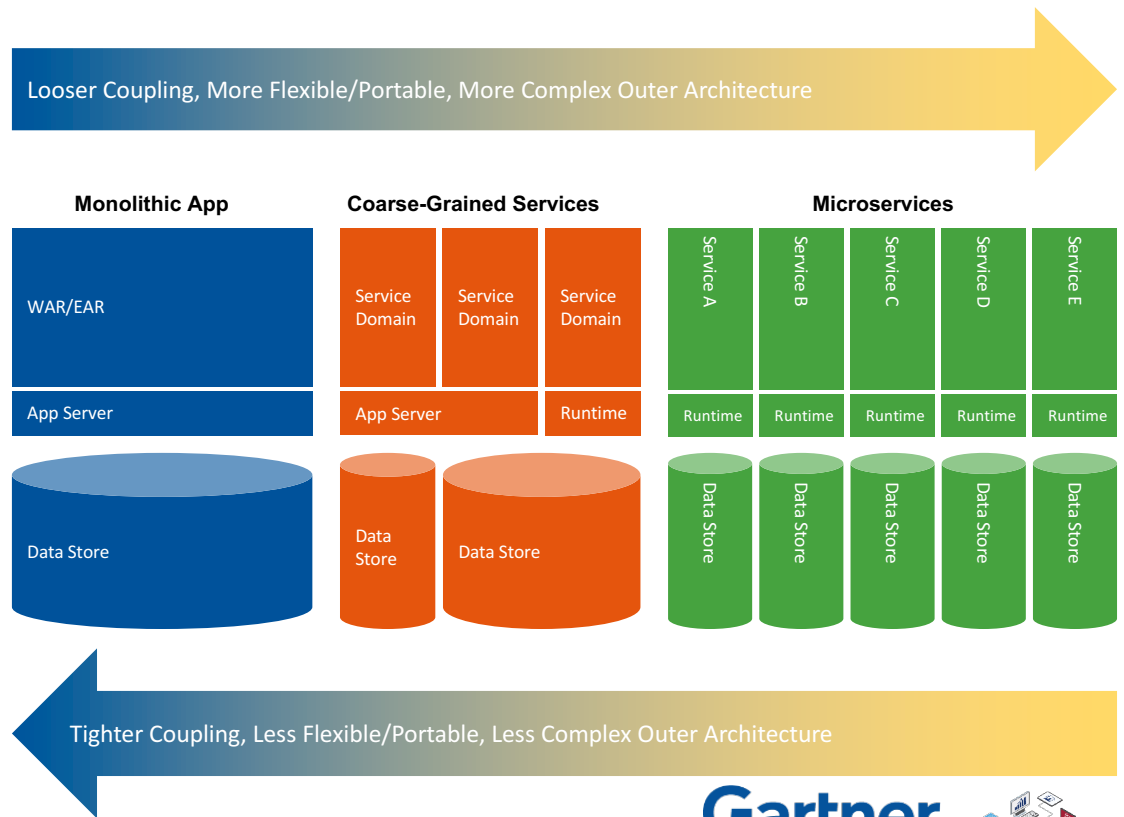 Looser Coupling, More Flexible/Portable, More Complex Outer Architecture
Monolithic App
Coarse-Grained Services
Microservices
WAR/EAR
Service
Domain
Service
Domain
Service
Domain
Service A
Service B
Service C
Service D
Service E
App Server
App Server
Runtime
Runtime
Runtime
Runtime
Runtime
Runtime
Data Store
Data
Store
Data Store
Data Store
Data Store
Data Store
Data Store
Data Store
Tighter Coupling, Less Flexible/Portable, Less Complex Outer Architecture
Gartner